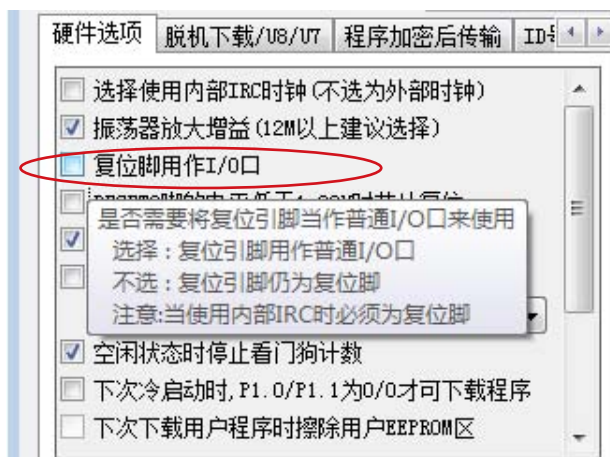 硬件选项 脱机下载/U8/U7 程序加密后传输 ID
选择使用内部IRC时钟(不选为外部时钟)
振荡器放大增益(12M以上建议选择)
复位脚用作I/O口
是否需要将复位引脚当作普通I/O口来使用
选择:复位引脚用作普通I/O口
不选:复位引脚仍为复位脚
注意:当使用内部IRC时必须为复位脚
空闲状态时停止看门狗计数
下次冷启动时,P1.0/P1.1为0/0才可下载程序
下次下载用户程序时擦除用户EEPROM区